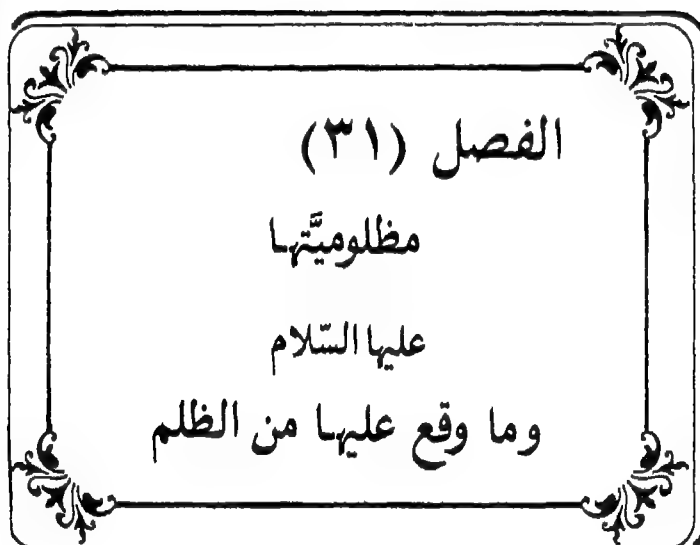 الفصل (٣١)
مظلوميَّتها
عليها السّلام
وما وقع عليها من الظلم